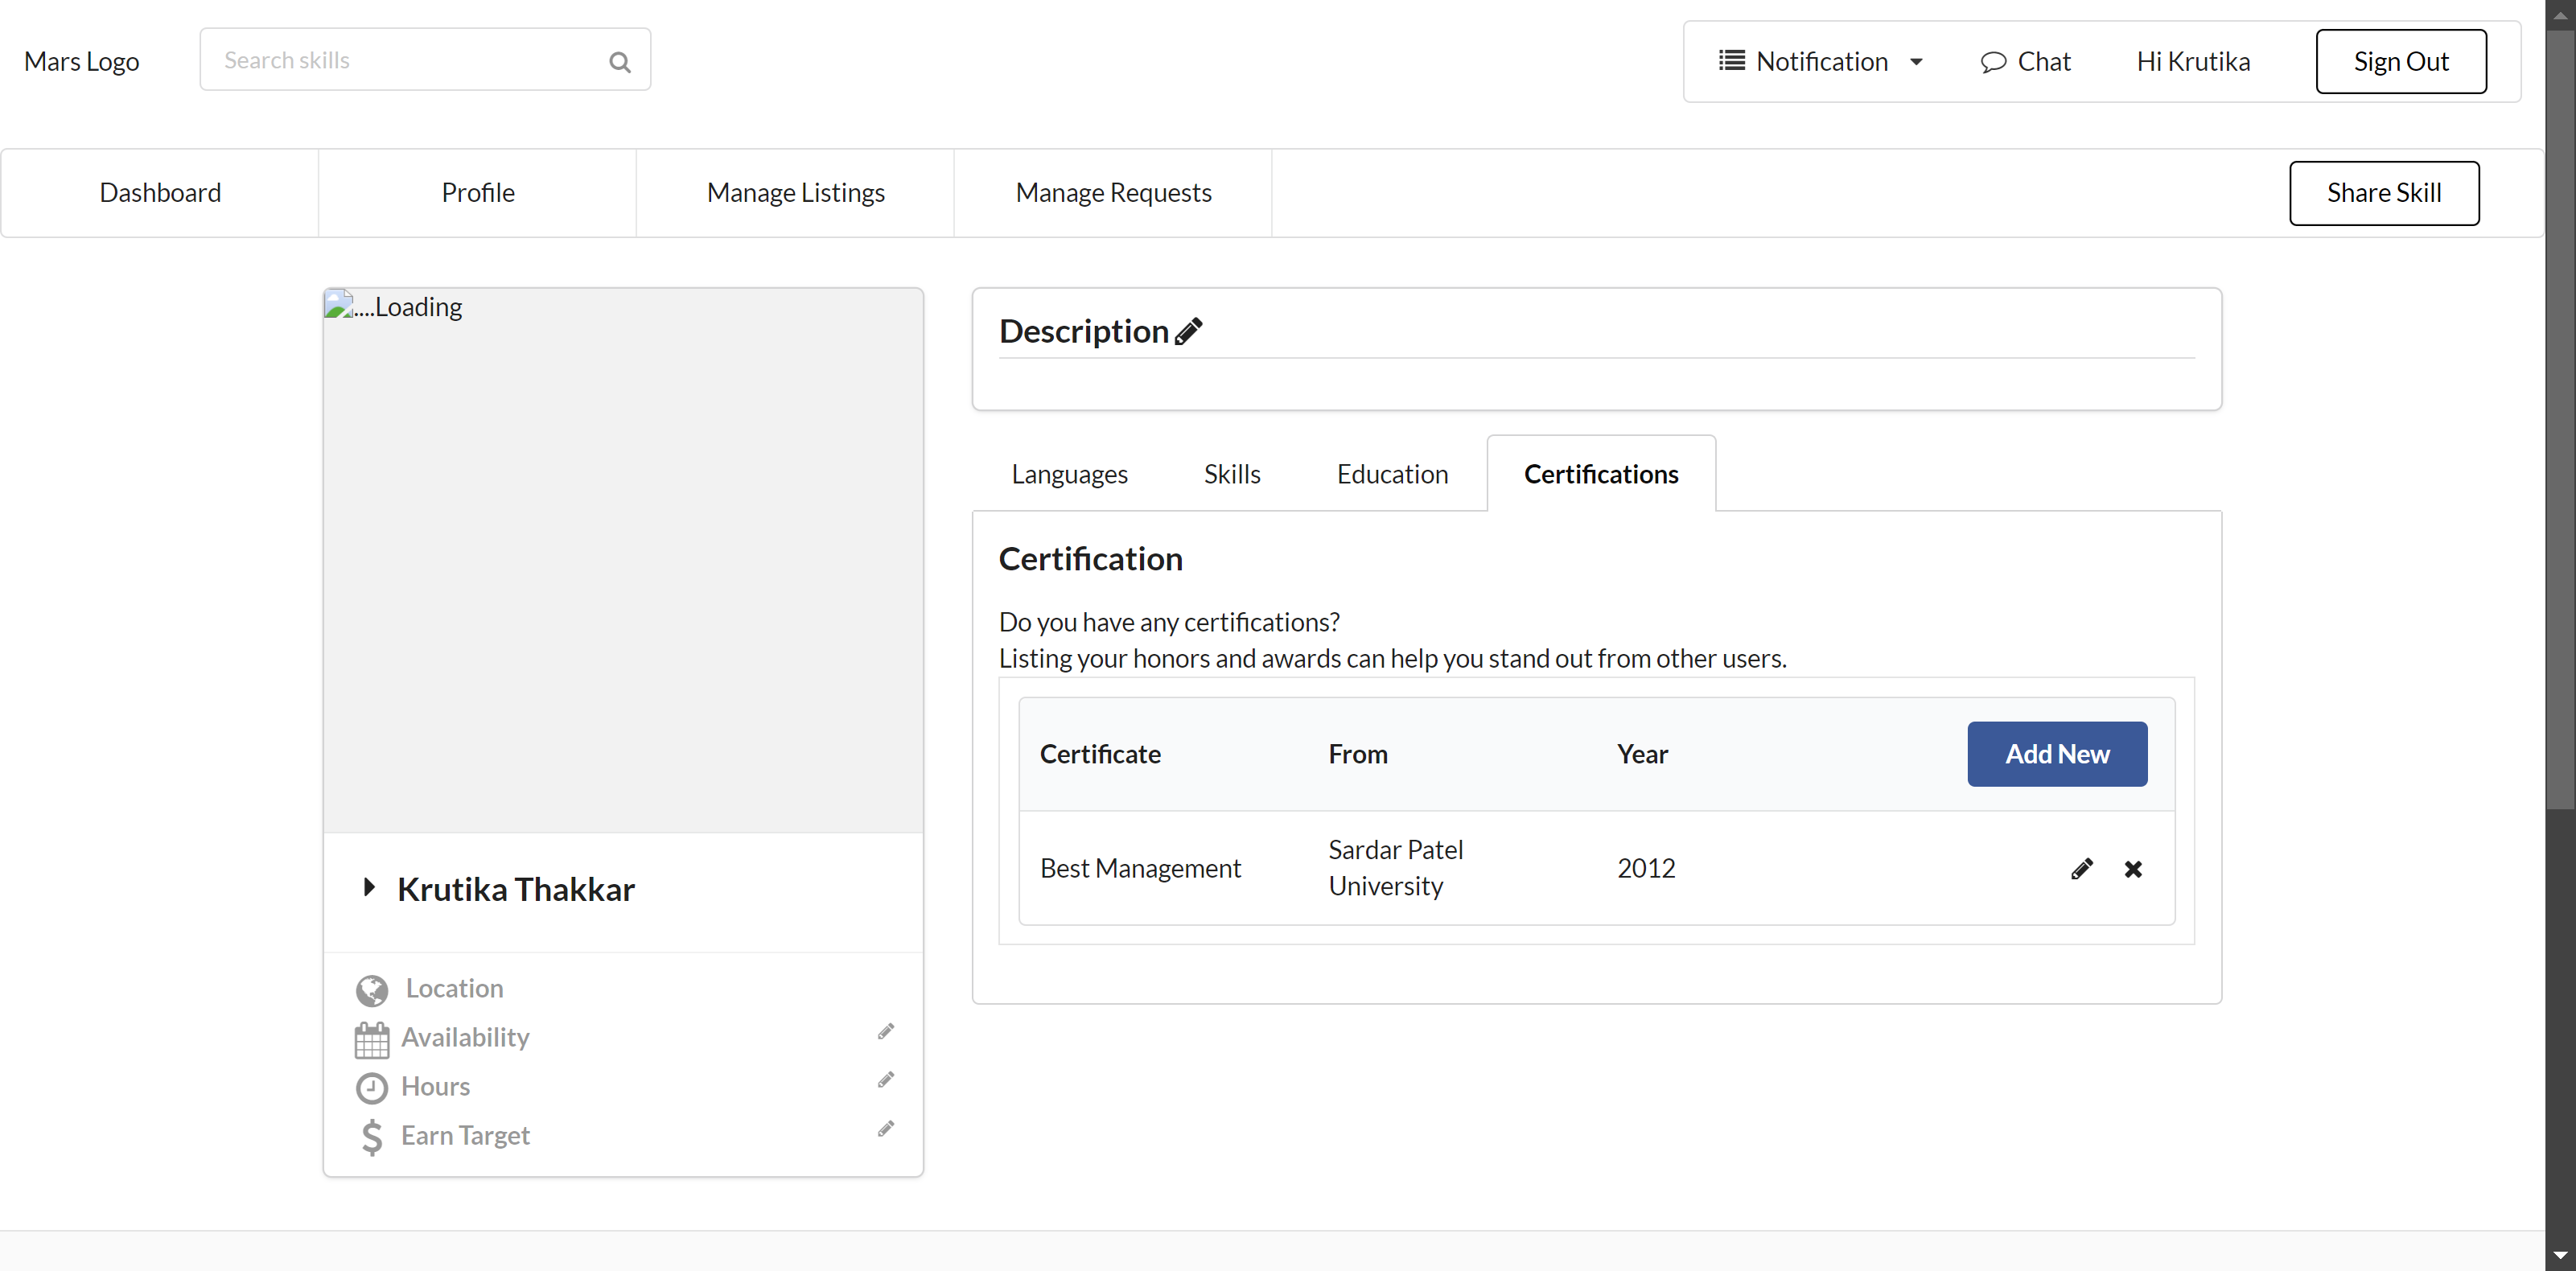 Mars Logo
Search skills
Notification
Chat
Hi Krutika
Sign Out
Dashboard
Profile
Manage Listings
Manage Requests
Share Skill
....Loading
Krutika Thakkar
Location
Availability
Hours
Earn Target
Description
Languages
Skills
Education
Certifications
Certification
Do you have any certifications?
Listing your honors and awards can help you stand out from other users.
Certificate
From
Year
Add New
Best Management
Sardar Patel
University
2012